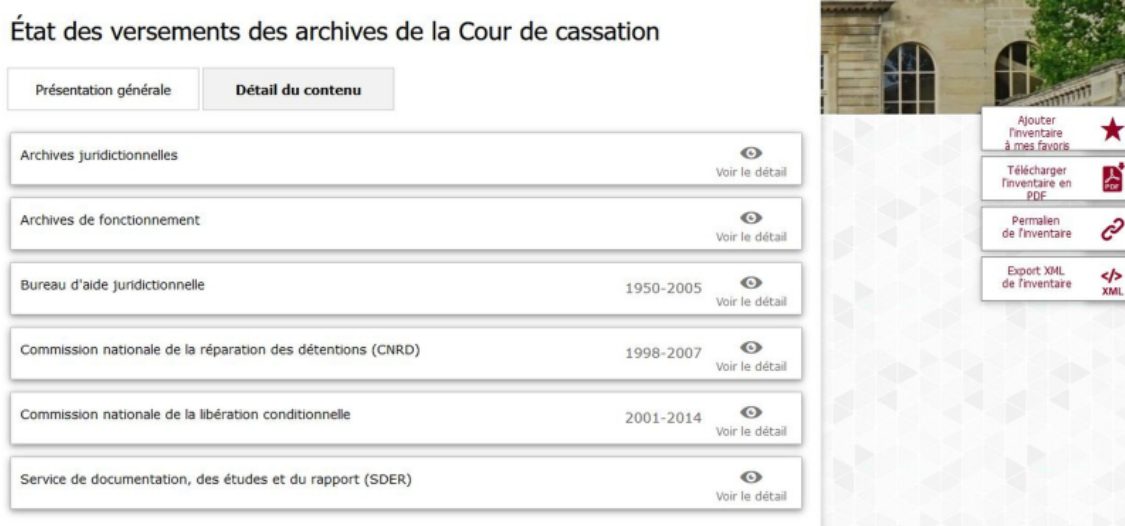 État des versements des archives de la Cour de cassation
Présentation générale
Détail du contenu
Archives juridictionnelles
Voir le détail
Archives de fonctionnement
Voir le détail
Bureau d'aide juridictionnelle
1950-2005
Voir le détail
Commission nationale de la réparation des détentions (CNRD)
1998-2007
Voir le détail
Commission nationale de la libération conditionnelle
2001-2014
Voir le détail
Service de documentation, des études et du rapport (SDER)
Voir le détail
Ajouter
l'inventaire
à mes favoris
Télécharger
l'inventaire en
PDF
PDF
Permalien
de l'inventaire
Export XML
de l'inventaire
</>
XML